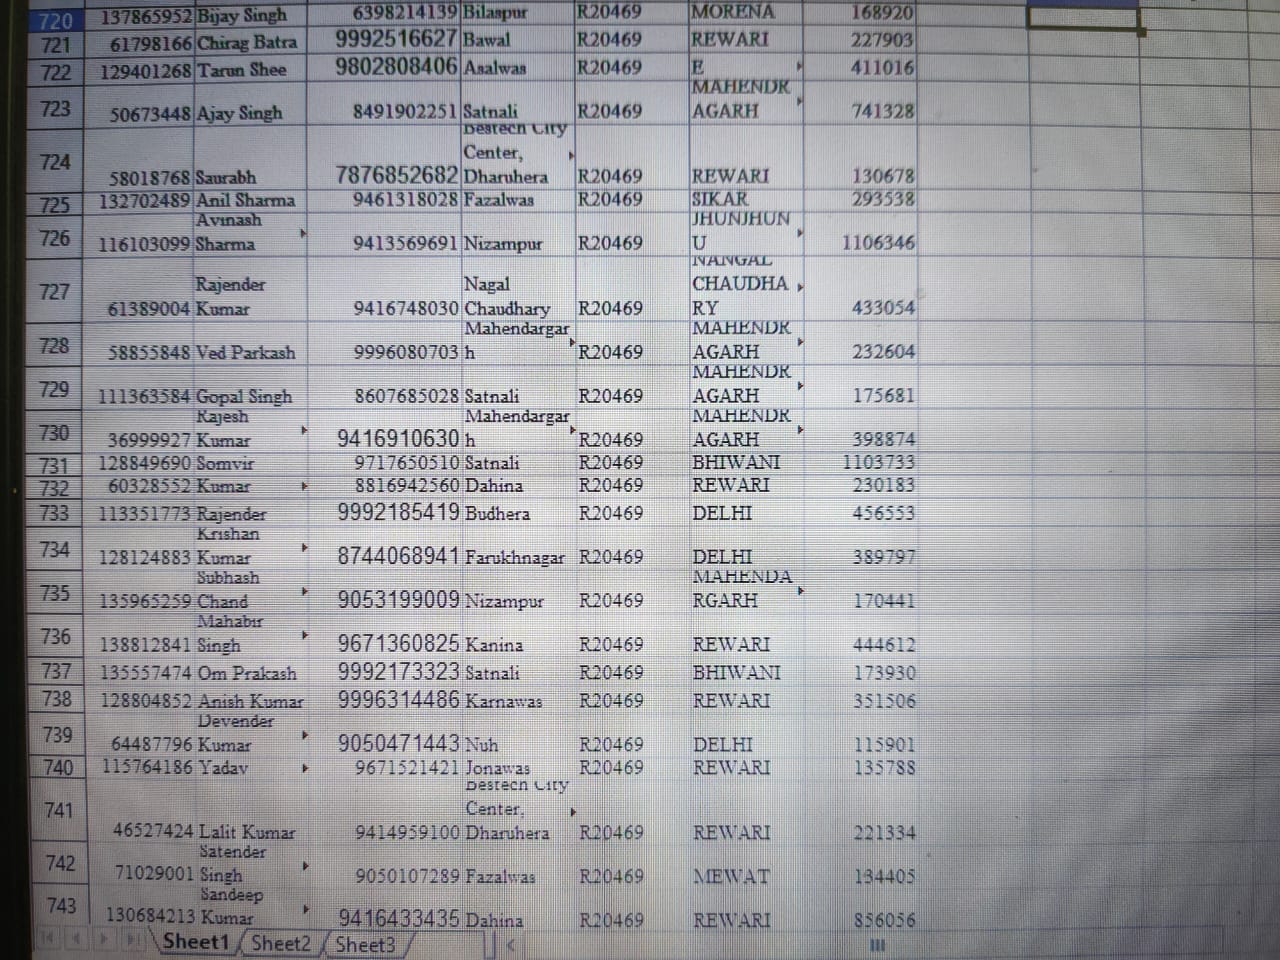 720 137865952 Bijay Singh 6398214139 Bilaspur R20469 MORENA 168920
721 61798166 Chirag Batra 9992516627 Bawal R20469 REWARI 227903
722 129401268 Tarun Shee 9802808406 Asalwas R20469 E 411016
MAHENDR
723 50673448 Ajay Singh 8491902251 Satnali R20469 AGARH 741328
Bestech City
Center,
724 58018768 Saurabh 7876852682 Dharuhera R20469 REWARI 130678
725 132702489 Anil Sharma 9461318028 Fazalwas R20469 SIKAR 293538
Avinash JHUNJHUN
726 116103099 Sharma 9413569691 Nizampur R20469 U 1106346
NANGAL
Rajender Nagal CHAUDHA
727 61389004 Kumar 9416748030 Chaudhary R20469 RY 433054
Mahendargar MAHENDR
728 58855848 Ved Parkash 9996080703 h R20469 AGARH 232604
MAHENDR
729 111363584 Gopal Singh 8607685028 Satnali R20469 AGARH 175681
Rajesh Mahendargar MAHENDR
730 36999927 Kumar 9416910630 h R20469 AGARH 398874
731 128849690 Somvir 9717650510 Satnali R20469 BHIWANI 1103733
732 60328552 Kumar 8816942560 Dahina R20469 REWARI 230183
733 113351773 Rajender 9992185419 Budhera R20469 DELHI 456553
Krishan
734 128124883 Kumar 8744068941 Farukhnagar R20469 DELHI 389797
Subhash MAHENDA
735 135965259 Chand 9053199009 Nizampur R20469 RGARH 170441
Mahabir
736 138812841 Singh 9671360825 Kanina R20469 REWARI 444612
737 135557474 Om Prakash 9992173323 Satnali R20469 BHIWANI 173930
738 128804852 Anish Kumar 9996314486 Karnawas R20469 REWARI 351506
Devender
739 64487796 Kumar 9050471443 Nuh R20469 DELHI 115901
740 115764186 Yadav 9671521421 Jonawas R20469 REWARI 135788
Bestech City
Center,
741 46527424 Lalit Kumar 9414959100 Dharuhera R20469 REWARI 221334
Satender
742 71029001 Singh 9050107289 Fazalwas R20469 MEWAT 134405
Sandeep
743 130684213 Kumar 9416433435 Dahina R20469 REWARI 856056
Sheet1 Sheet2 Sheet3